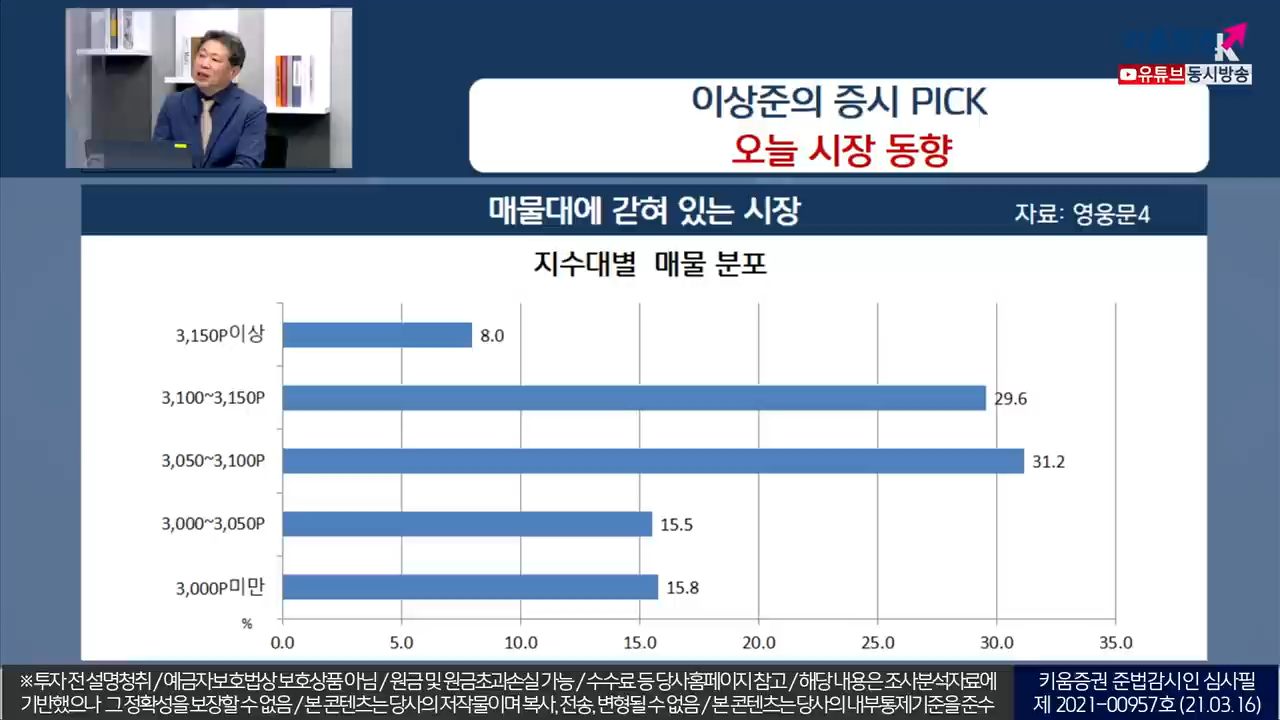 키움증권
유튜브동시방송
이상준의 증시 PICK
오늘 시장 동향
매물대에 갇혀 있는 시장
자료: 영웅문4
지수대별 매물 분포
3,150P이상 8.0
3,100~3,150P 29.6
3,050~3,100P 31.2
3,000~3,050P 15.5
3,000P미만 15.8
%
0.0 5.0 10.0 15.0 20.0 25.0 30.0 35.0
※투자 전 설명청취 / 예금자보호법상 보호상품 아님 / 원금 및 원금초과손실 가능 / 수수료 등 당사홈페이지 참고 / 해당 내용은 조사분석자료에
기반했으나 그 정확성을 보장할 수 없음 / 본 콘텐츠는 당사의 저작물이며 복사, 전송, 변형될 수 없음 / 본 콘텐츠는 당사의 내부통제기준을 준수
키움증권 준법감시인 심사필
제 2021-00957호 (21.03.16)